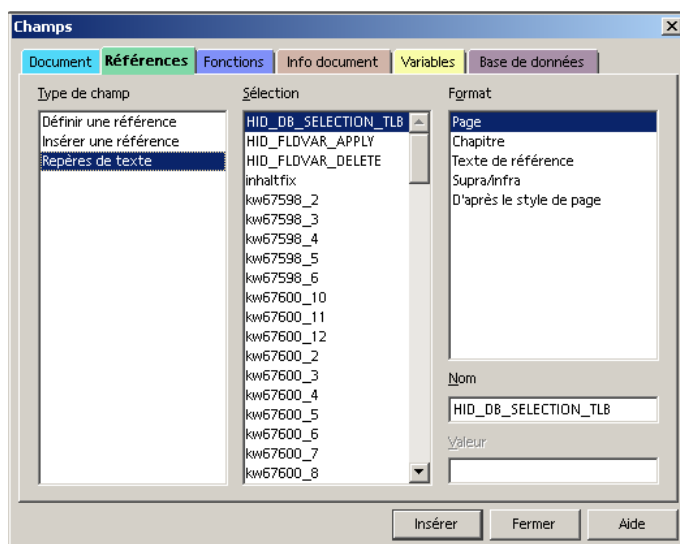 Champs
Document Références Fonctions Info document Variables Base de données
Type de champ
Définir une référence
Insérer une référence
Repères de texte
Sélection
HID_DB_SELECTION_TLB
HID_FLDVAR_APPLY
HID_FLDVAR_DELETE
inhaltfix
kw67598_2
kw67598_3
kw67598_4
kw67598_5
kw67598_6
kw67600_10
kw67600_11
kw67600_12
kw67600_2
kw67600_3
kw67600_4
kw67600_5
kw67600_6
kw67600_7
kw67600_8
Format
Page
Chapitre
Texte de référence
Supra/infra
D'après le style de page
Nom
HID_DB_SELECTION_TLB
Valeur
Insérer Fermer Aide